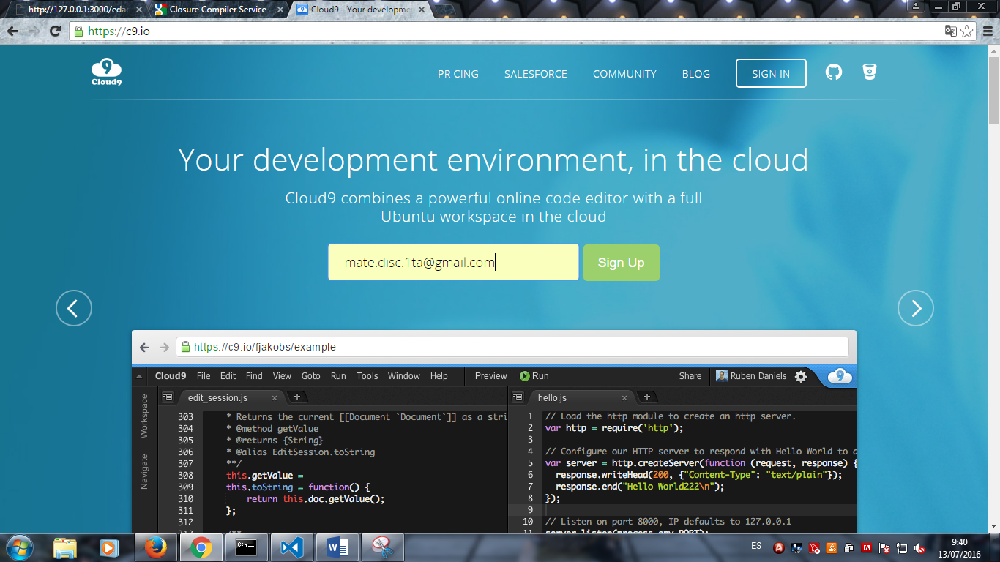 http://127.0.0.1:3000/edac
Closure Compiler Service
Cloud9 - Your developme
https://c9.io
9
Cloud9
PRICING
SALESFORCE
COMMUNITY
BLOG
SIGN IN
Your development environment, in the cloud
Cloud9 combines a powerful online code editor with a full
Ubuntu workspace in the cloud
mate.disc.1ta@gmail.com
Sign Up
https://c9.io/fjakobs/example
Cloud9 File Edit Find View Goto Run Tools Window Help Preview Run Share Ruben Daniels 9
Workspace
Navigate
edit_session.js
303 * Returns the current [[Document `Document`]] as a stri
304 * @method getValue
305 * @returns {String}
306 * @alias EditSession.toString
307 **/
308 this.getValue =
309 this.toString = function() {
310 return this.doc.getValue();
311 };
312
313 /**
hello.js
1 // Load the http module to create an http server.
2 var http = require('http');
3
4 // Configure our HTTP server to respond with Hello World to a
5 var server = http.createServer(function (request, response) {
6 response.writeHead(200, {"Content-Type": "text/plain"});
7 response.end("Hello World222\n");
8 });
9
10 // Listen on port 8000, IP defaults to 127.0.0.1
11 server.listen(process.env.PORT);
C:\_
W
ES
9:40
13/07/2016